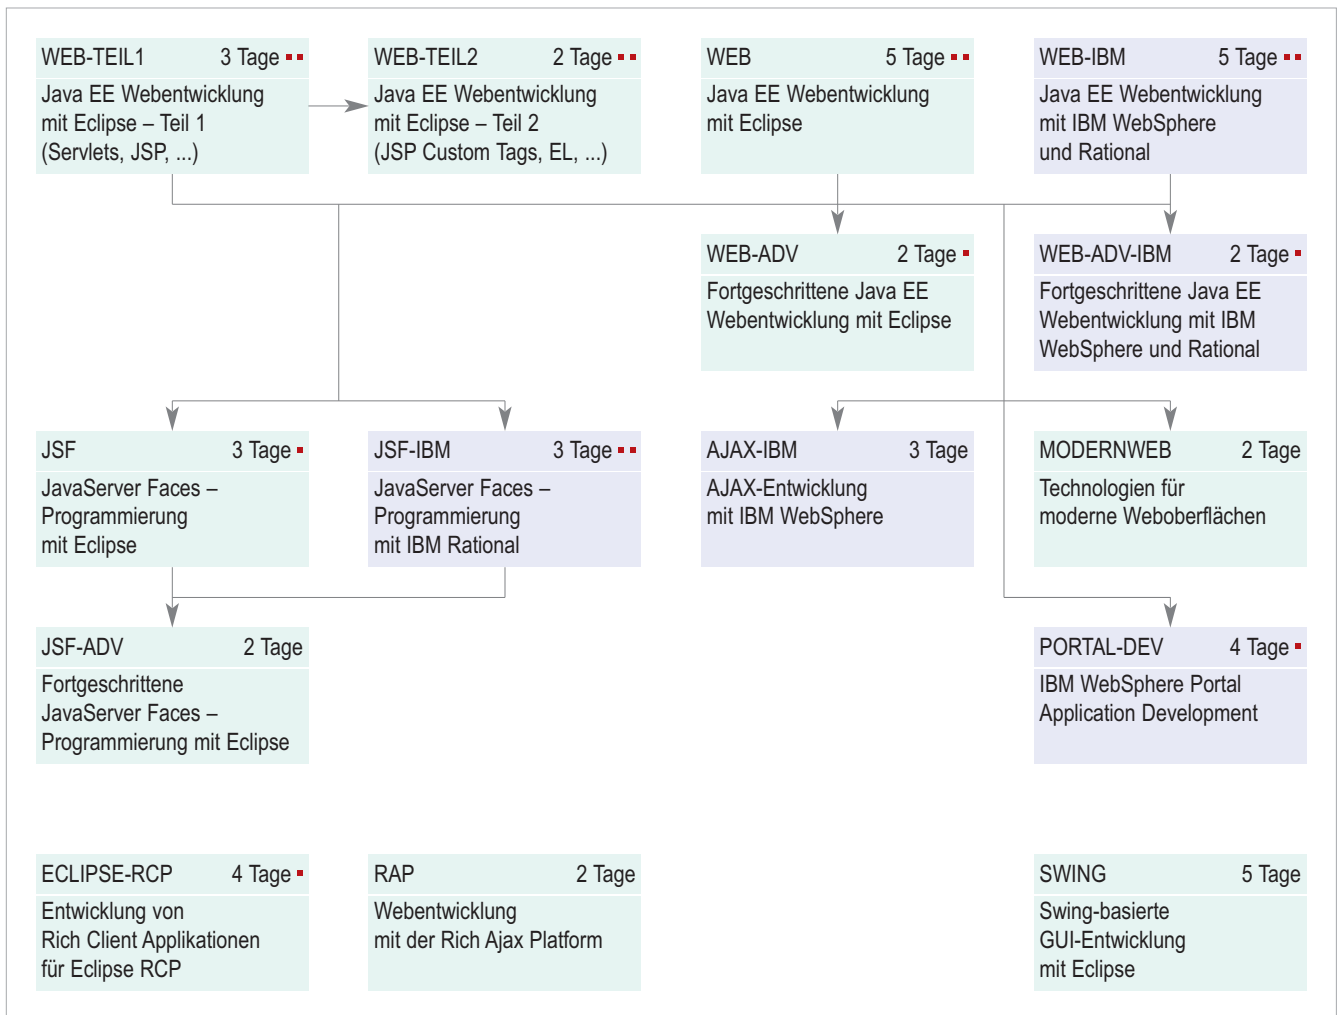 WEB-TEIL1 3 Tage
Java EE Webentwicklung
mit Eclipse – Teil 1
(Servlets, JSP, ...)
WEB-TEIL2 2 Tage
Java EE Webentwicklung
mit Eclipse – Teil 2
(JSP Custom Tags, EL, ...)
WEB 5 Tage
Java EE Webentwicklung
mit Eclipse
WEB-IBM 5 Tage
Java EE Webentwicklung
mit IBM WebSphere
und Rational
WEB-ADV 2 Tage
Fortgeschrittene Java EE
Webentwicklung mit Eclipse
WEB-ADV-IBM 2 Tage
Fortgeschrittene Java EE
Webentwicklung mit IBM
WebSphere und Rational
JSF 3 Tage
JavaServer Faces –
Programmierung
mit Eclipse
JSF-IBM 3 Tage
JavaServer Faces –
Programmierung
mit IBM Rational
AJAX-IBM 3 Tage
AJAX-Entwicklung
mit IBM WebSphere
MODERNWEB 2 Tage
Technologien für
moderne Weboberflächen
JSF-ADV 2 Tage
Fortgeschrittene
JavaServer Faces –
Programmierung mit Eclipse
PORTAL-DEV 4 Tage
IBM WebSphere Portal
Application Development
ECLIPSE-RCP 4 Tage
Entwicklung von
Rich Client Applikationen
für Eclipse RCP
RAP 2 Tage
Webentwicklung
mit der Rich Ajax Platform
SWING 5 Tage
Swing-basierte
GUI-Entwicklung
mit Eclipse